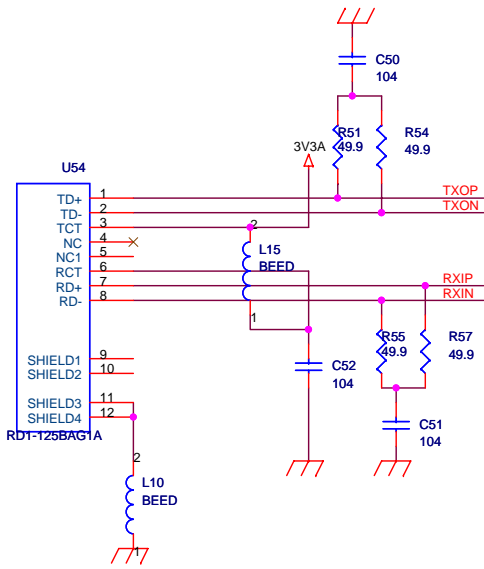 C50
104
R51
49.9
R54
49.9
3V3A
U54
TD+ 1
TXOP
TD- 2
TXON
TCT 3
2
NC 4
L15
BEED
NC1 5
RCT 6
RD+ 7
RXIP
RD- 8
RXIN
1
R55
49.9
R57
49.9
SHIELD1 9
SHIELD2 10
C52
104
SHIELD3 11
SHIELD4 12
C51
104
RD1-125BAG1A
2
L10
BEED
1